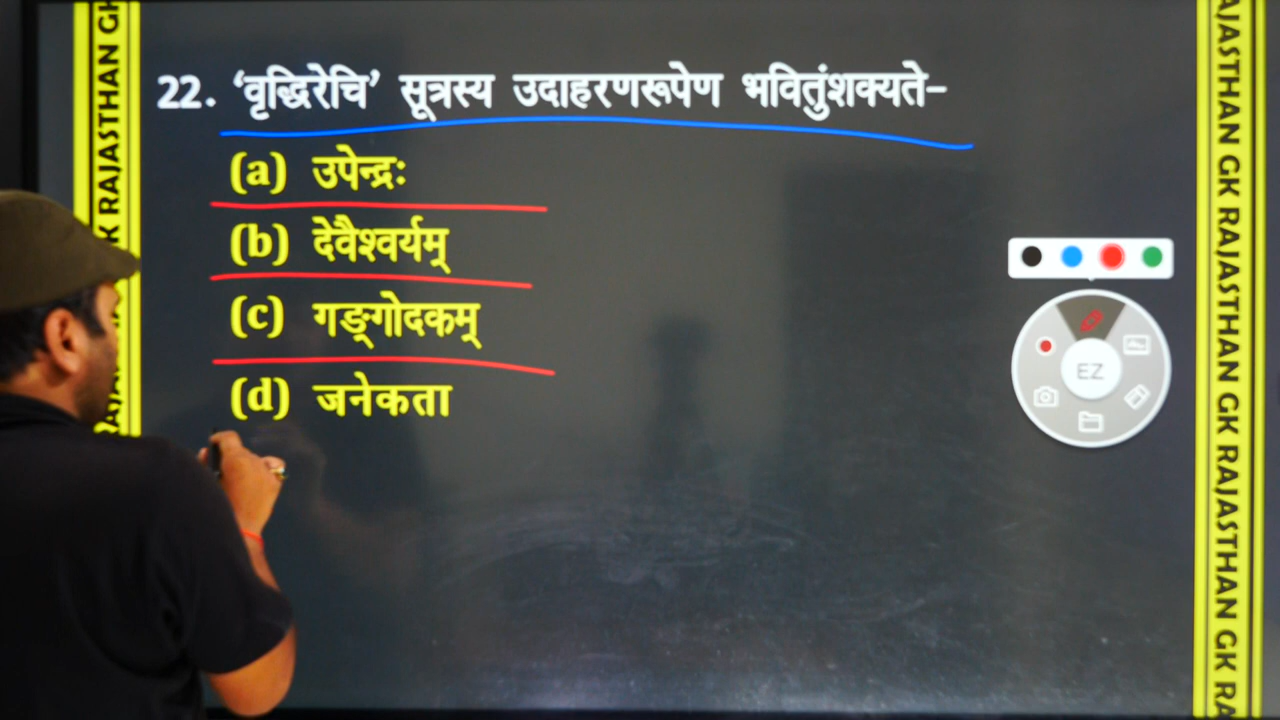 22. ‘वृद्धिरेचि’ सूत्रस्य उदाहरणरूपेण भवितुंशक्यते–
(a) उपेन्द्रः
(b) देवैश्वर्यम्
(c) गङ्गोदकम्
(d) जनेकता
EZ
K RAJASTHAN GK
RAJASTHAN GK RAJASTHAN GK RAJASTHAN GK RA